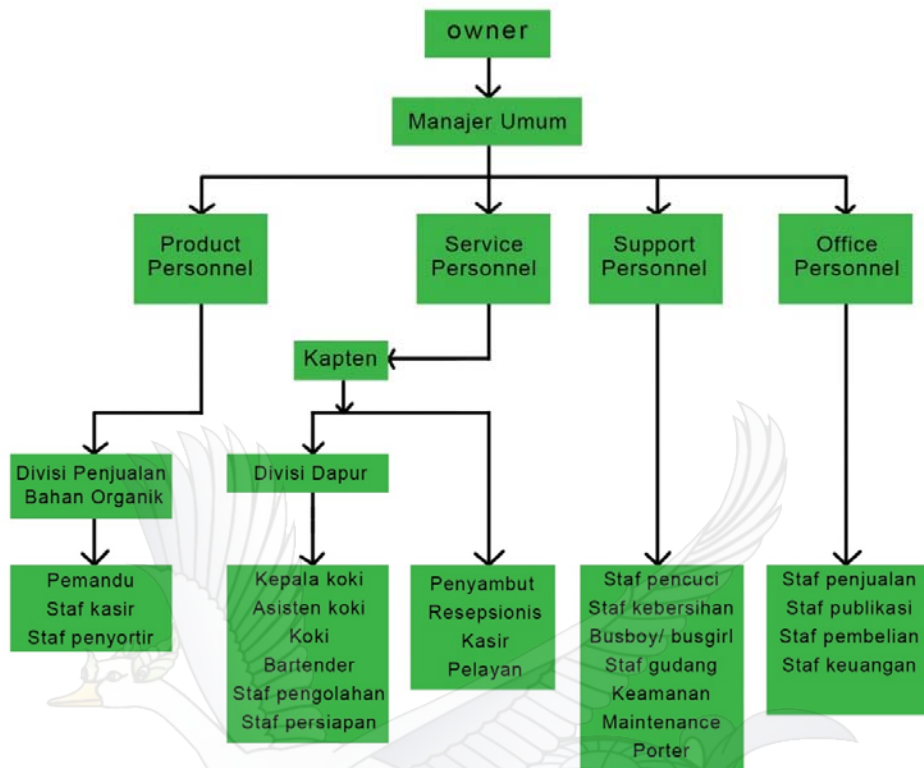 owner
Manajer Umum
Product
Personnel
Service
Personnel
Support
Personnel
Office
Personnel
Kapten
Divisi Penjualan
Bahan Organik
Divisi Dapur
Pemandu
Staf kasir
Staf penyortir
Kepala koki
Asisten koki
Koki
Bartender
Staf pengolahan
Staf persiapan
Penyambut
Resepsionis
Kasir
Pelayan
Staf pencuci
Staf kebersihan
Busboy/ busgirl
Staf gudang
Keamanan
Maintenance
Porter
Staf penjualan
Staf publikasi
Staf pembelian
Staf keuangan